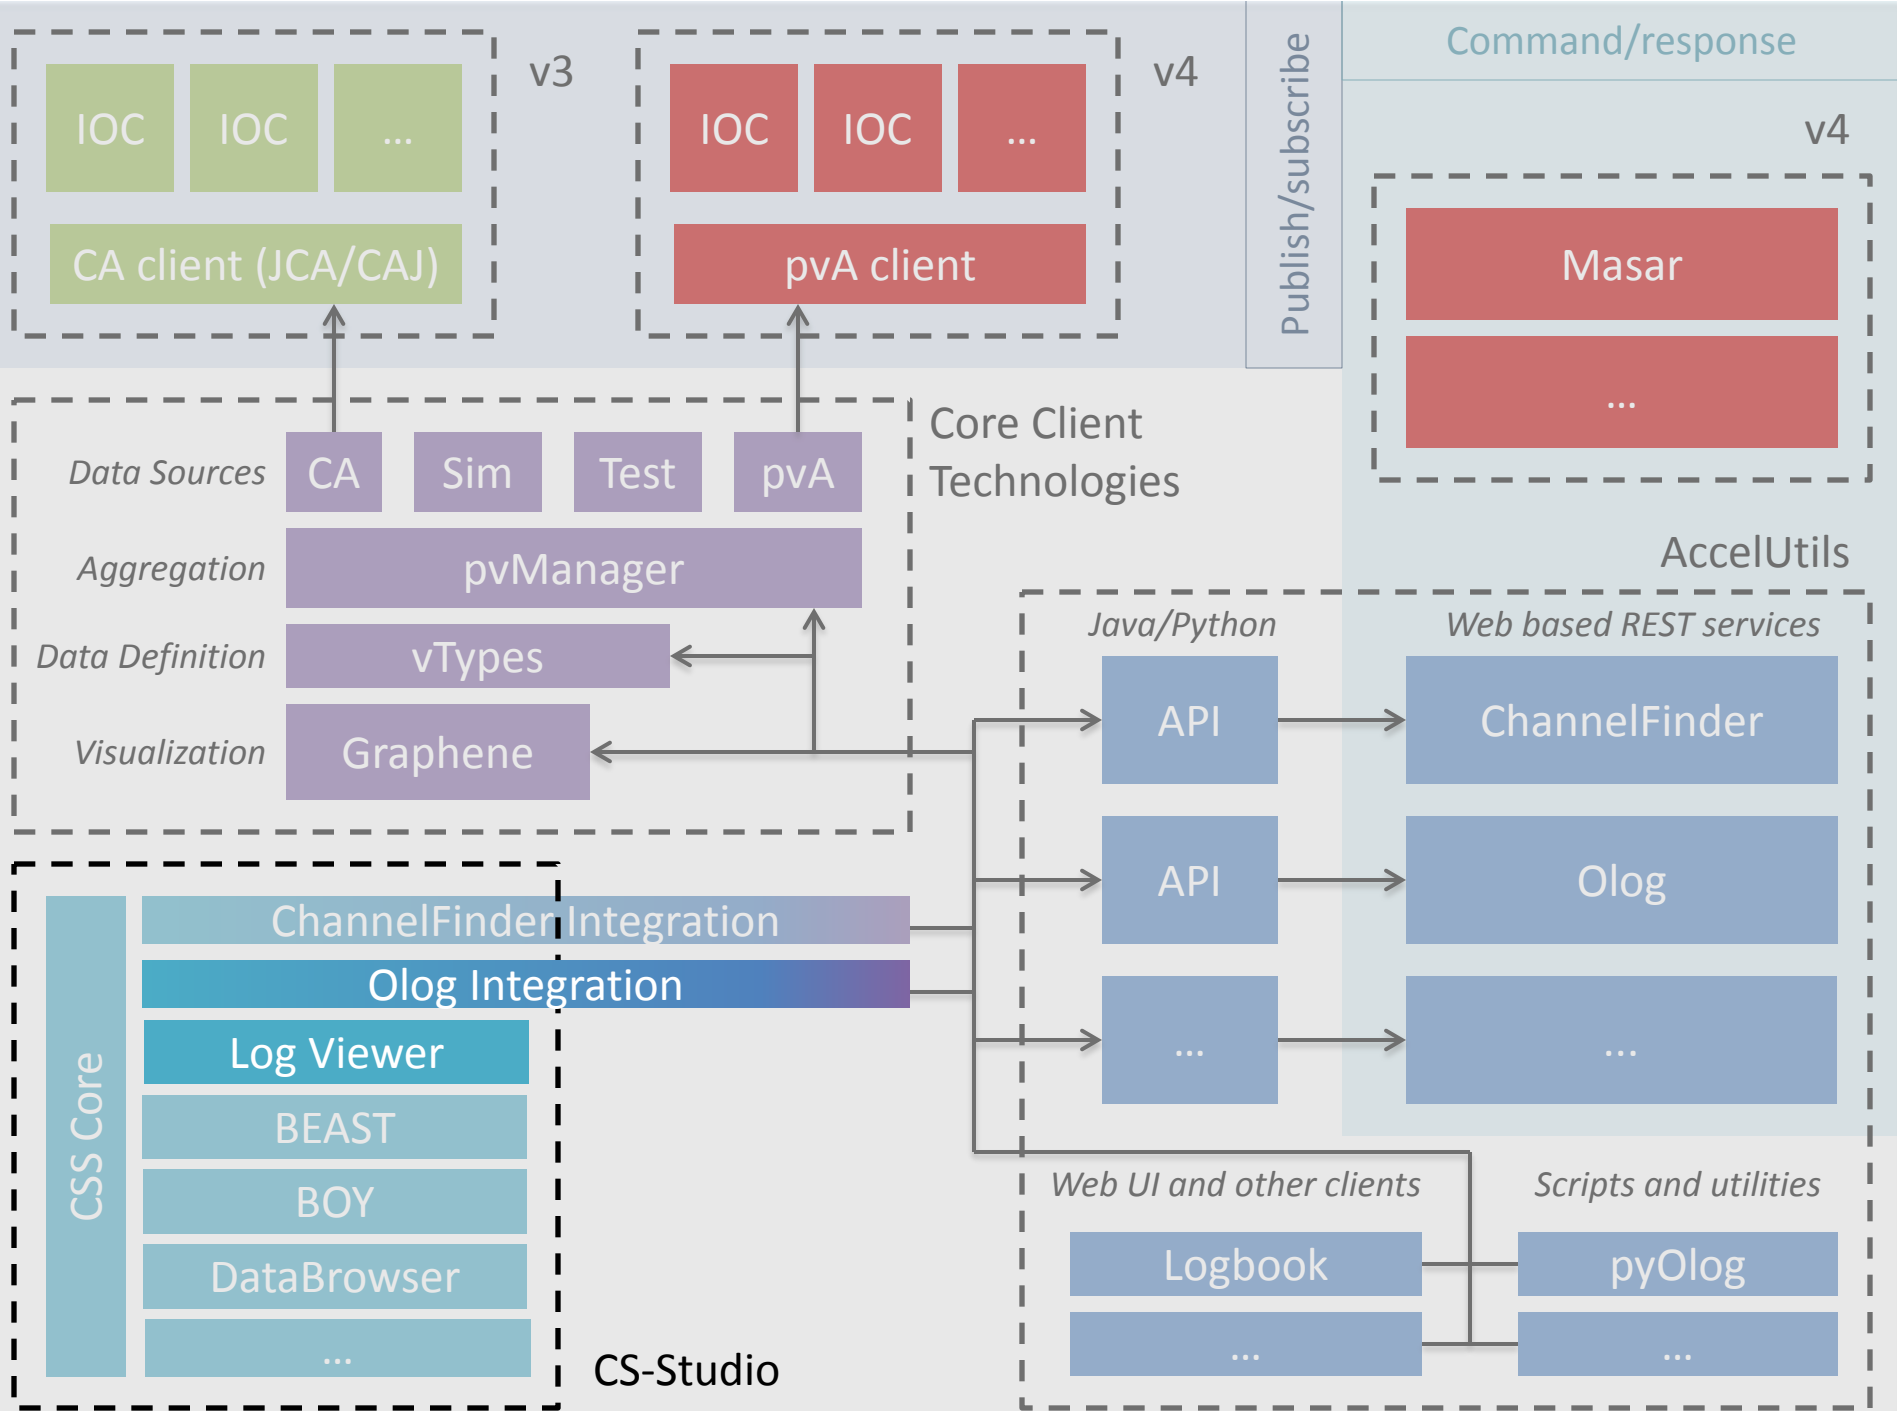 v3
IOC
IOC
...
CA client (JCA/CAJ)
v4
IOC
IOC
...
pvA client
Publish/subscribe
Command/response
v4
Masar
...
Core Client
Technologies
Data Sources
CA
Sim
Test
pvA
Aggregation
pvManager
Data Definition
vTypes
Visualization
Graphene
AccelUtils
Java/Python
Web based REST services
API
ChannelFinder
API
Olog
...
...
Web UI and other clients
Scripts and utilities
Logbook
pyOlog
...
...
CSS Core
ChannelFinder Integration
Olog Integration
Log Viewer
BEAST
BOY
DataBrowser
...
CS-Studio